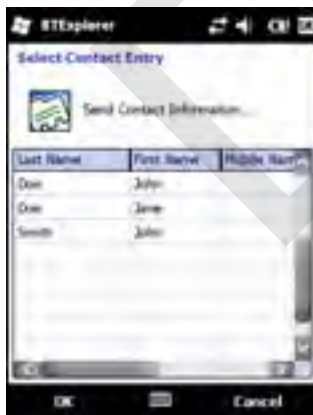 BTExplorer
Select Contact Entry
Send Contact Information...
Last Name First Name Middle Nam
Doe John
Doe Jane
Smith John
OK Cancel